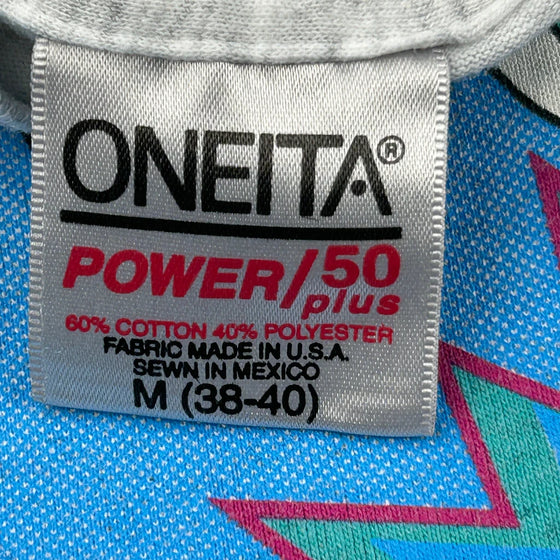 ONEITA®
POWER/50 plus
60% COTTON 40% POLYESTER
FABRIC MADE IN U.S.A.
SEWN IN MEXICO
M (38-40)